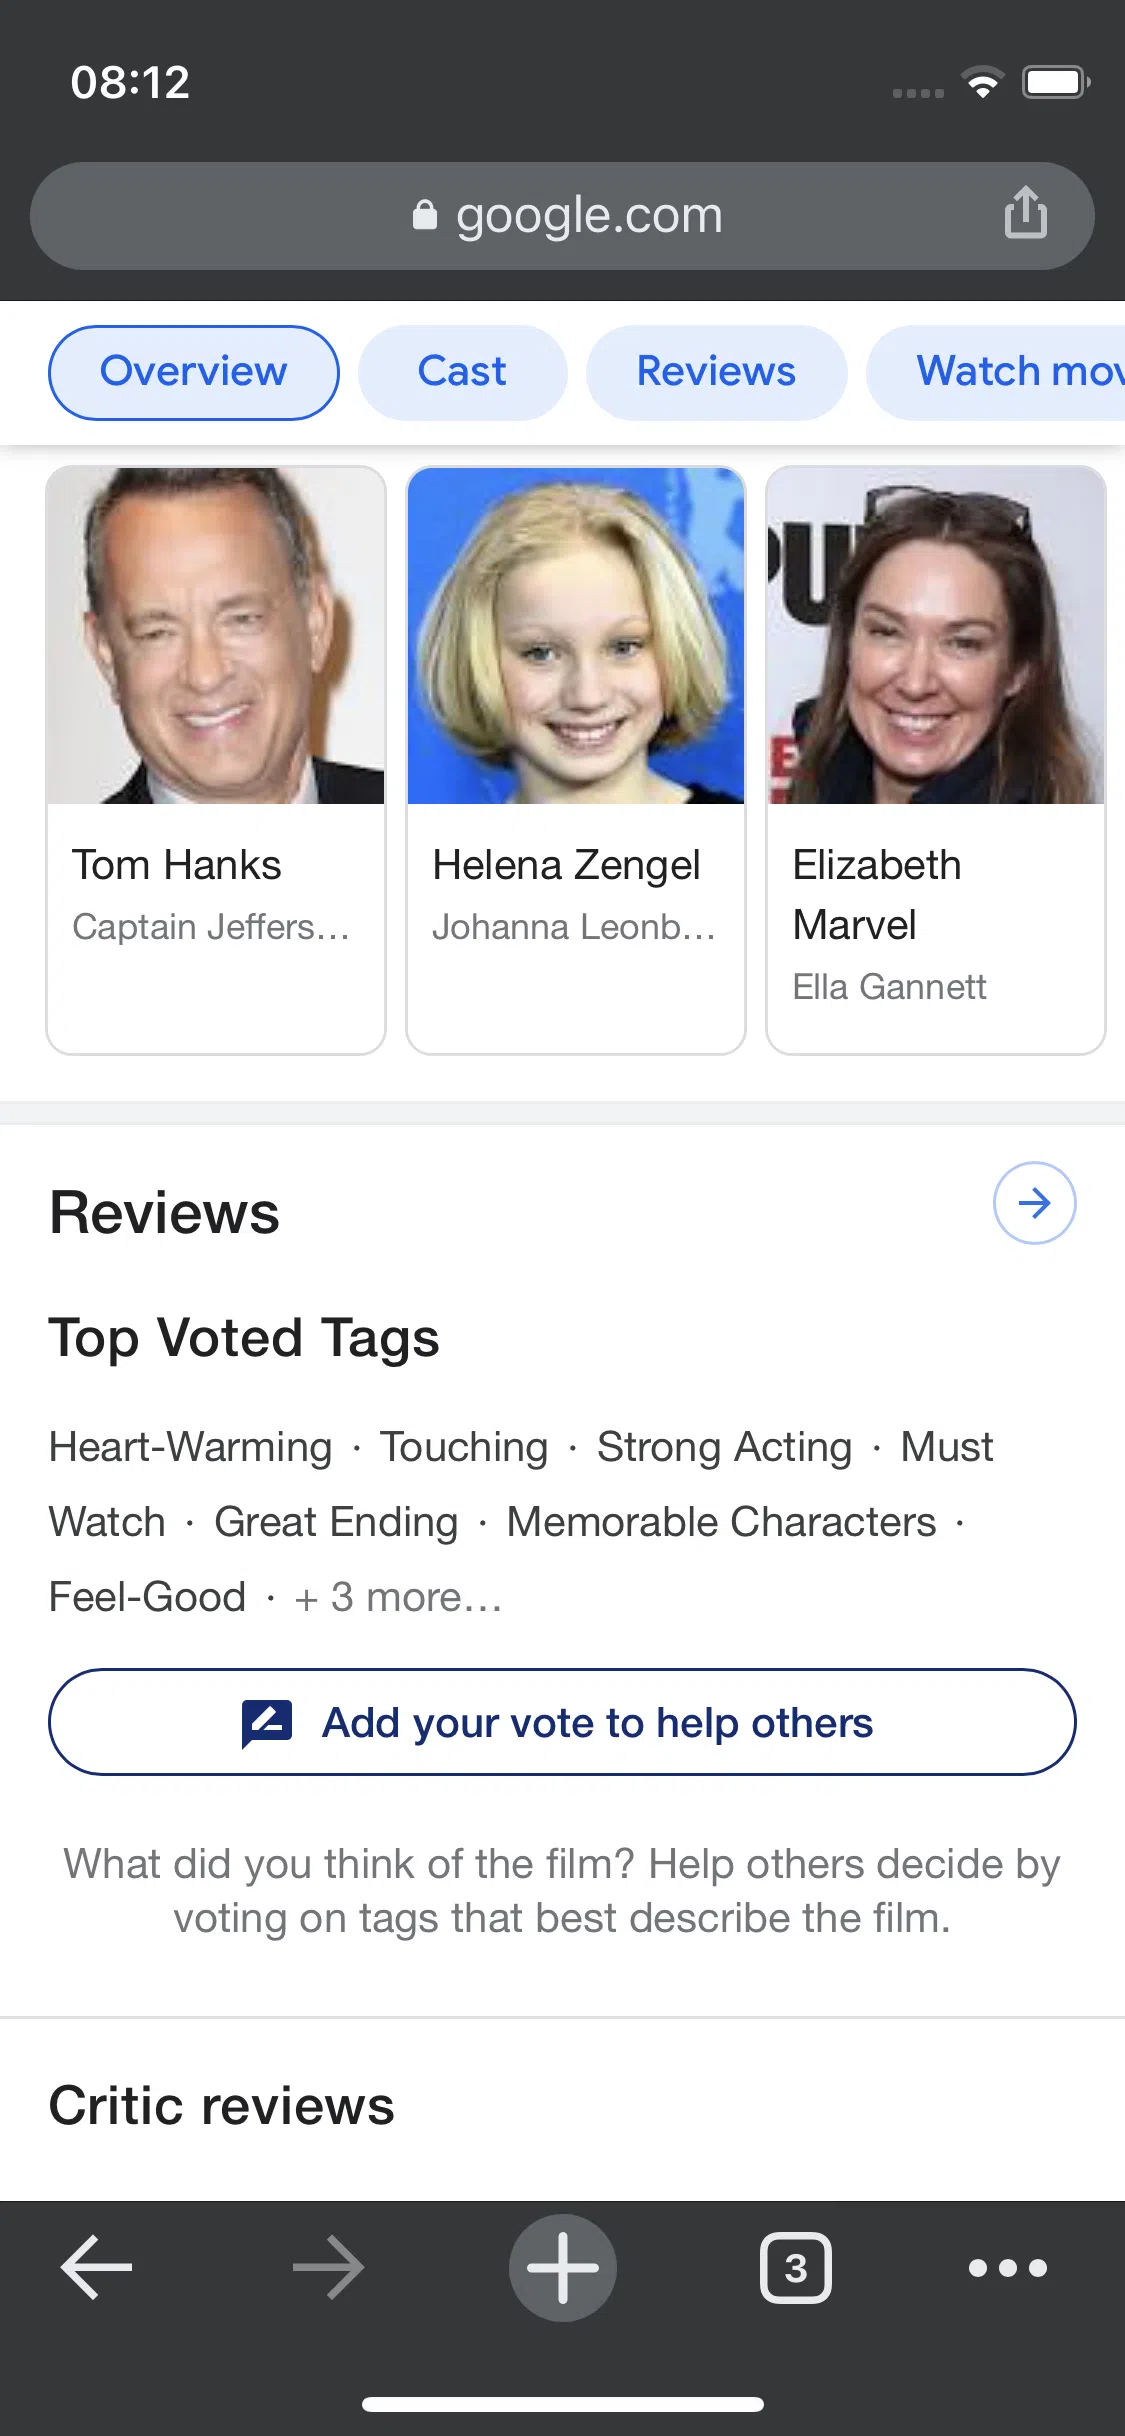 08:12
google.com
Overview
Cast
Reviews
Watch mov
PU
E
Tom Hanks
Captain Jeffers...
Helena Zengel
Johanna Leonb...
Elizabeth
Marvel
Ella Gannett
Reviews
Top Voted Tags
Heart-Warming · Touching · Strong Acting · Must
Watch · Great Ending · Memorable Characters ·
Feel-Good · + 3 more...
Add your vote to help others
What did you think of the film? Help others decide by
voting on tags that best describe the film.
Critic reviews
3